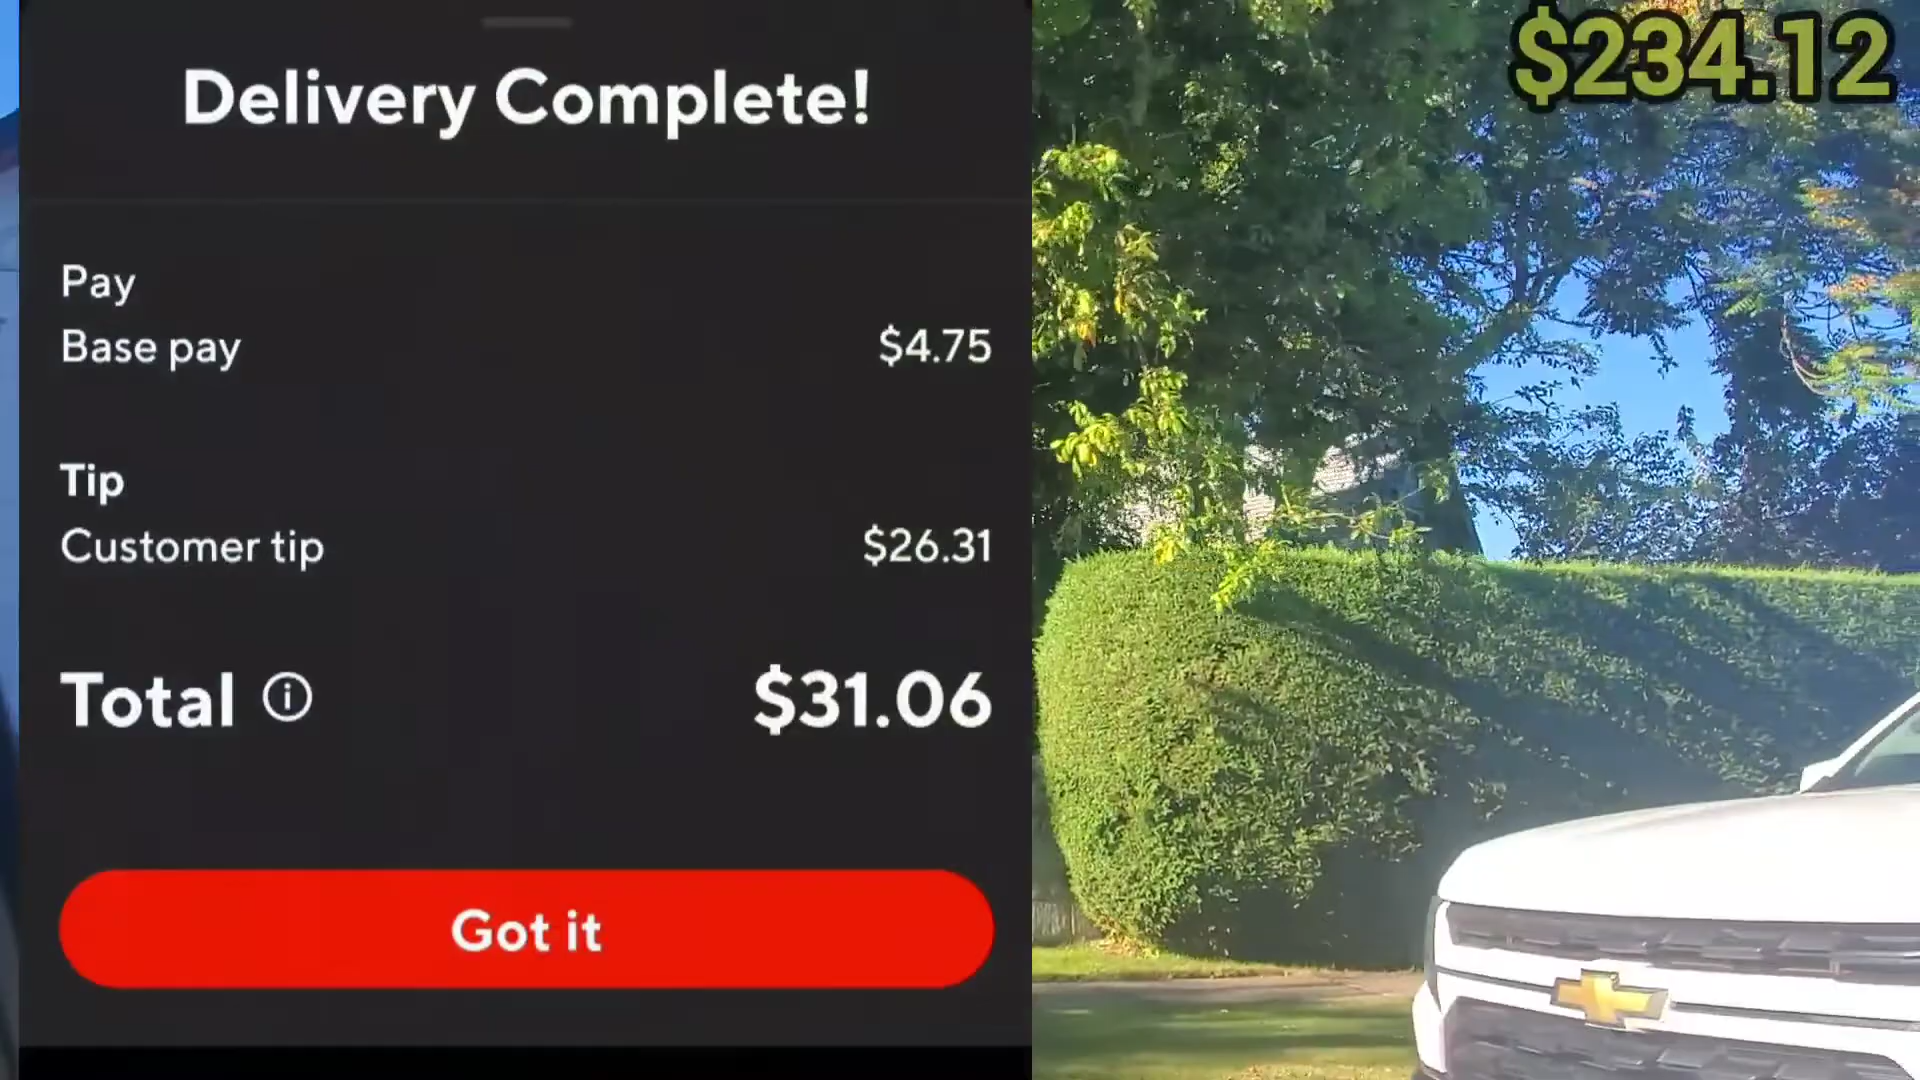 Delivery Complete!
$234.12
Pay
Base pay $4.75
Tip
Customer tip $26.31
Total $31.06
Got it